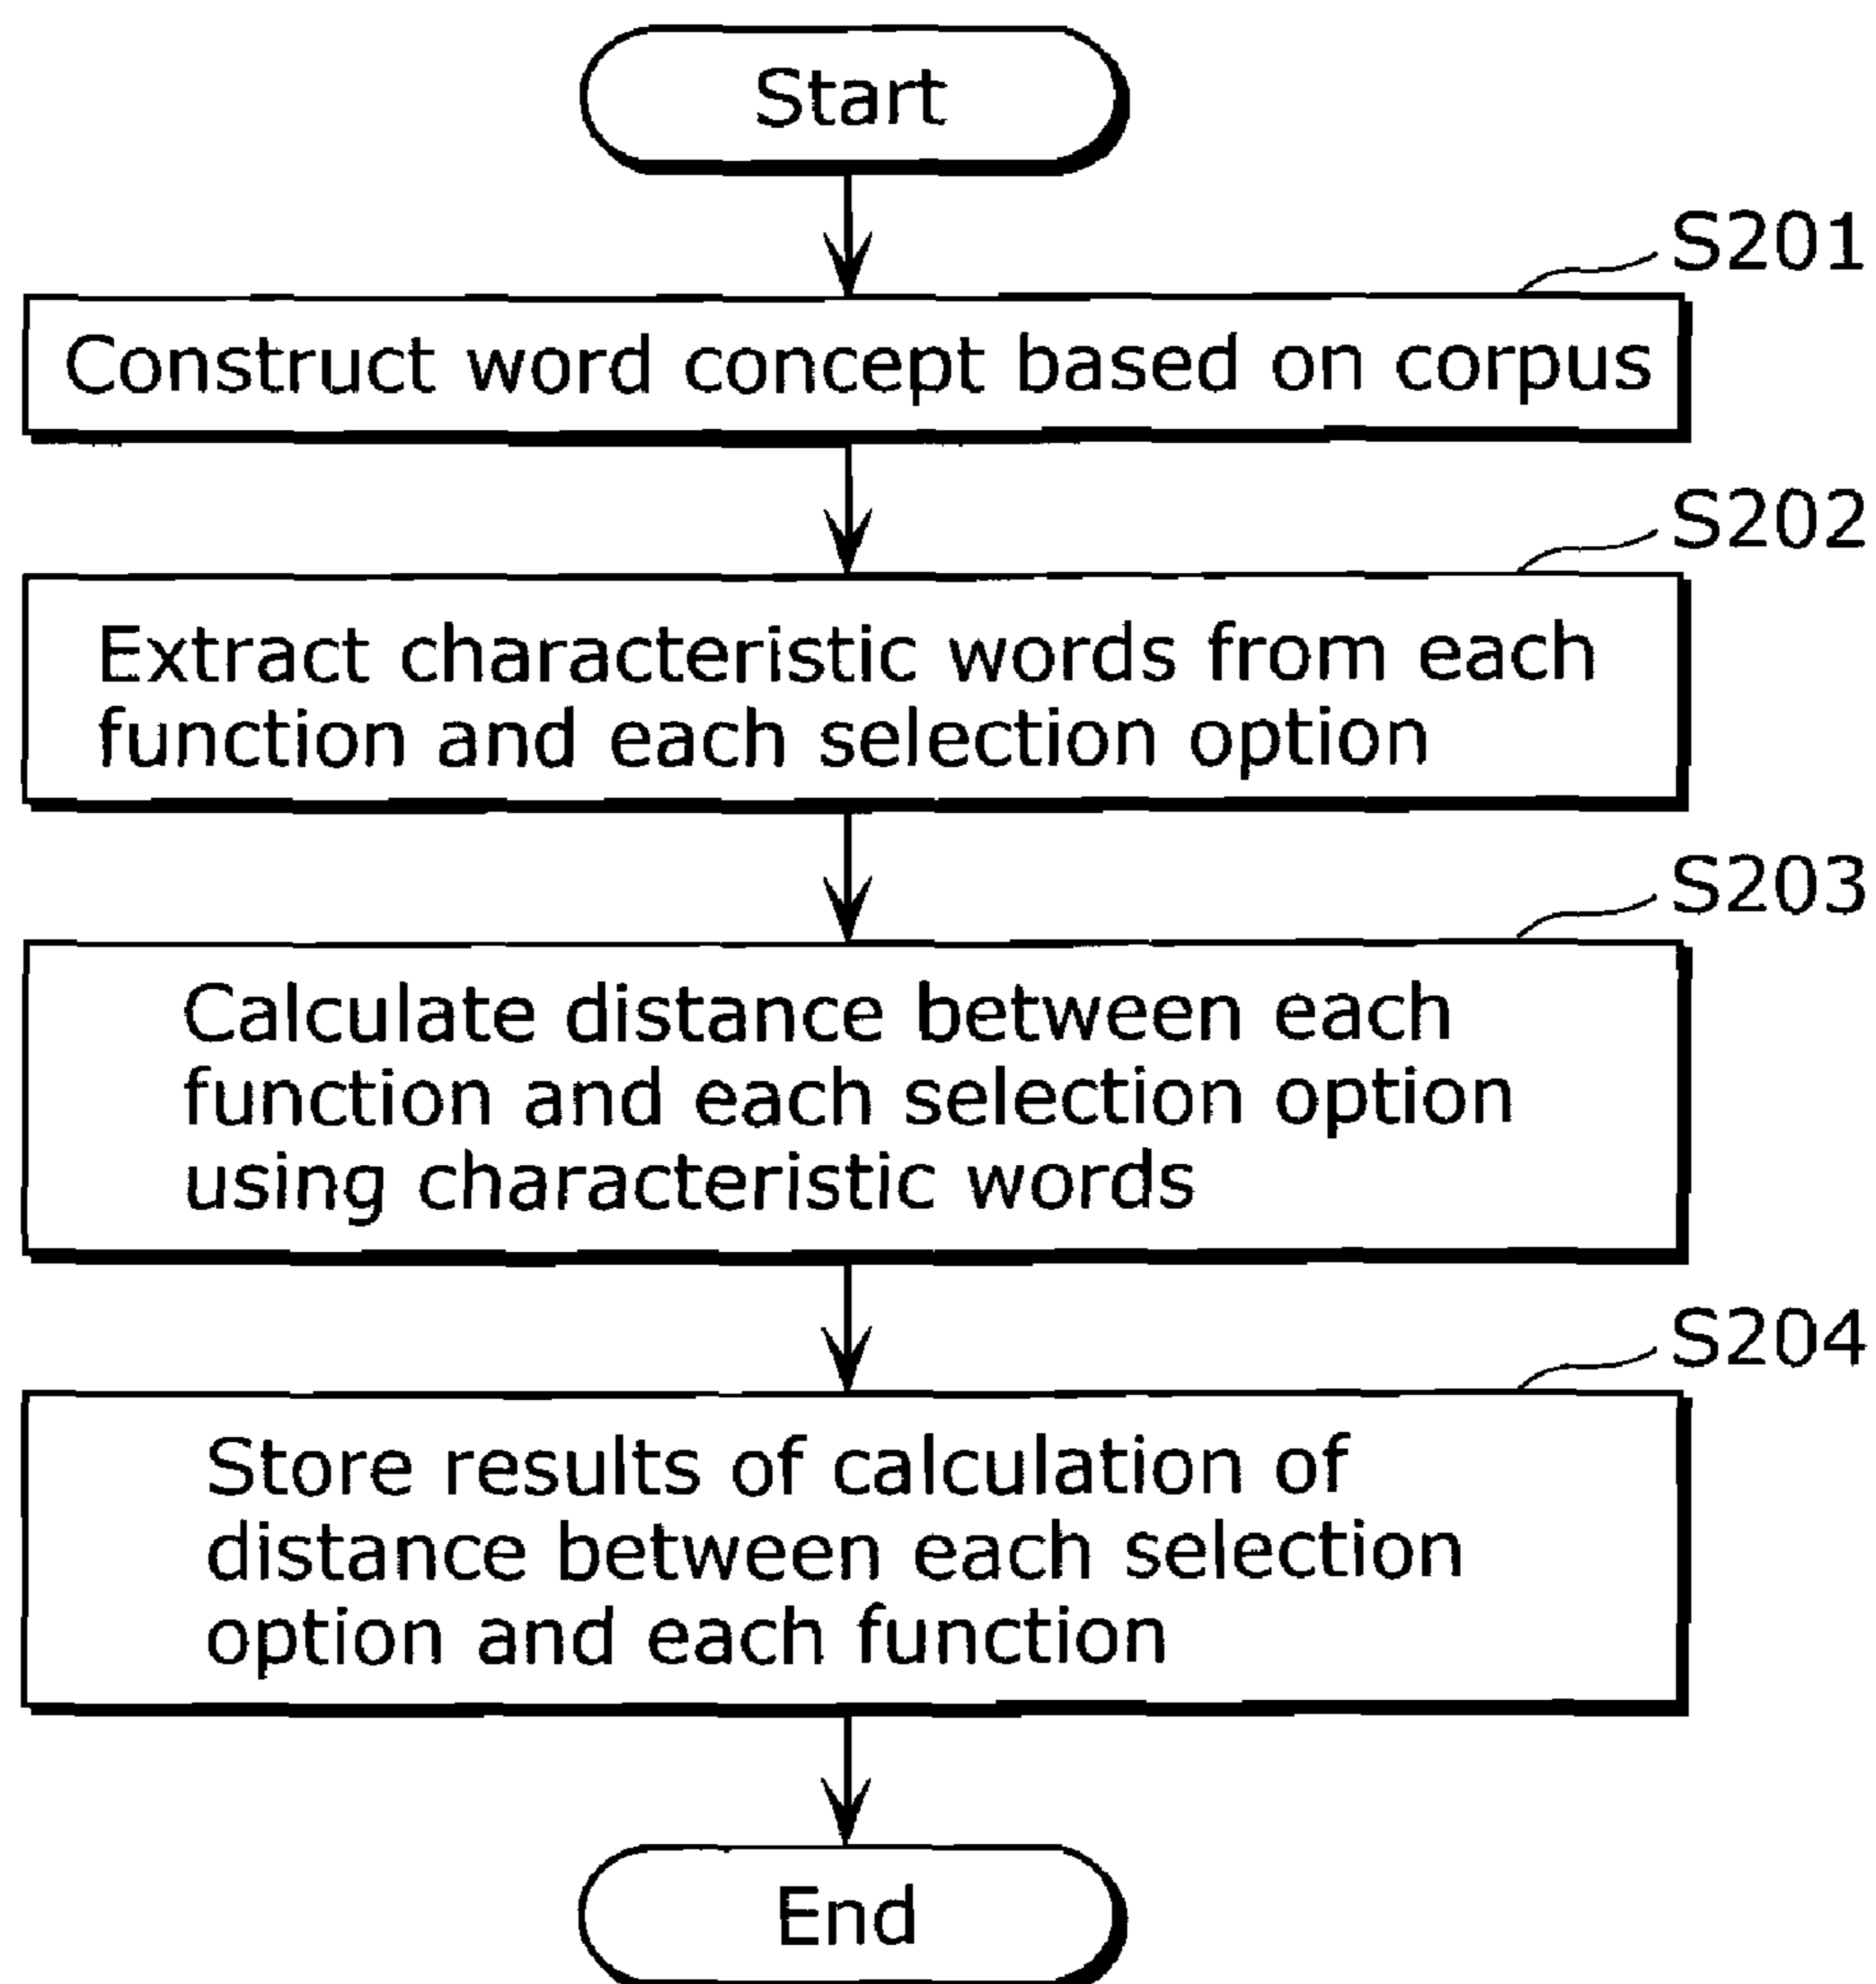 Start
S201
Construct word concept based on corpus
S202
Extract characteristic words from each
function and each selection option
S203
Calculate distance between each
function and each selection option
using characteristic words
S204
Store results of calculation of
distance between each selection
option and each function
End